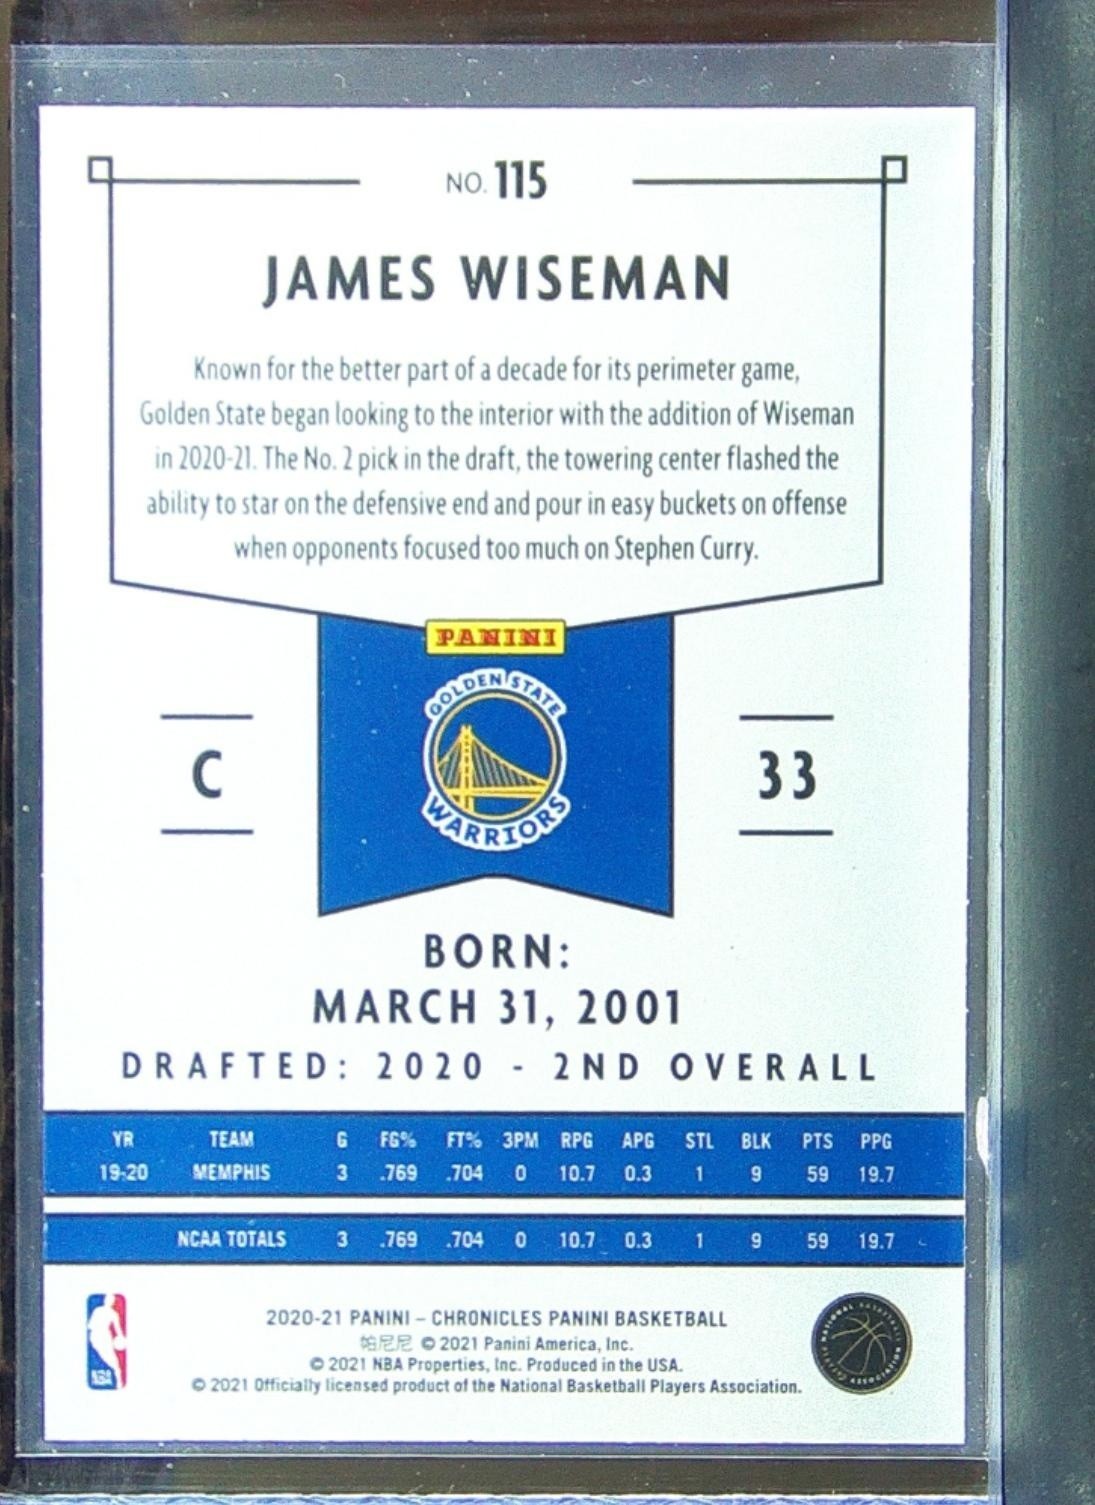 NO. 115
JAMES WISEMAN
Known for the better part of a decade for its perimeter game,
Golden State began looking to the interior with the addition of Wiseman
in 2020-21. The No. 2 pick in the draft, the towering center flashed the
ability to star on the defensive end and pour in easy buckets on offense
when opponents focused too much on Stephen Curry.
PANINI
GOLDEN STATE
WARRIORS
C
33
BORN:
MARCH 31, 2001
DRAFTED: 2020 - 2ND OVERALL
YR TEAM G FG% FT% 3PM RPG APG STL BLK PTS PPG
19-20 MEMPHIS 3 .769 .704 0 10.7 0.3 1 9 59 19.7
NCAA TOTALS 3 .769 .704 0 10.7 0.3 1 9 59 19.7
2020-21 PANINI – CHRONICLES PANINI BASKETBALL
帕尼尼 © 2021 Panini America, Inc.
© 2021 NBA Properties, Inc. Produced in the USA.
© 2021 Officially licensed product of the National Basketball Players Association.
NBA
NATIONAL BASKETBALL
PLAYERS ASSOCIATION